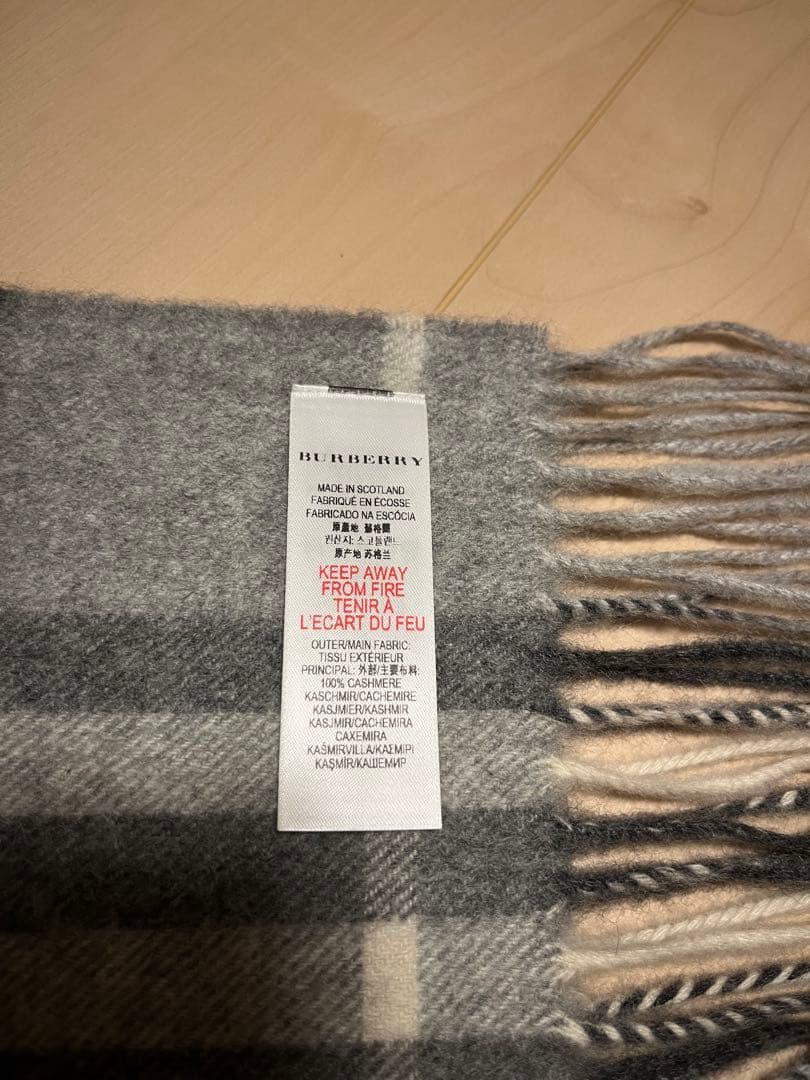 BURBERRY
MADE IN SCOTLAND
FABRIQUÉ EN ÉCOSSE
FABRICADO NA ESCÓCIA
原產地 蘇格蘭
원산지: 스코틀랜드
原产地 苏格兰
KEEP AWAY
FROM FIRE
TENIR À
L'ECART DU FEU
OUTER/MAIN FABRIC:
TISSU EXTÉRIEUR
PRINCIPAL: 外部/主要布料:
100% CASHMERE
KASCHMIR/CACHEMIRE
KASJMIER/KASHMIR
KASJMÍR/CACHEMIRA
CAXEMIRA
KAŠMIRVILLA/ΚΑΣΜΙΡΙ
KAŞMİR/КАШЕМИР